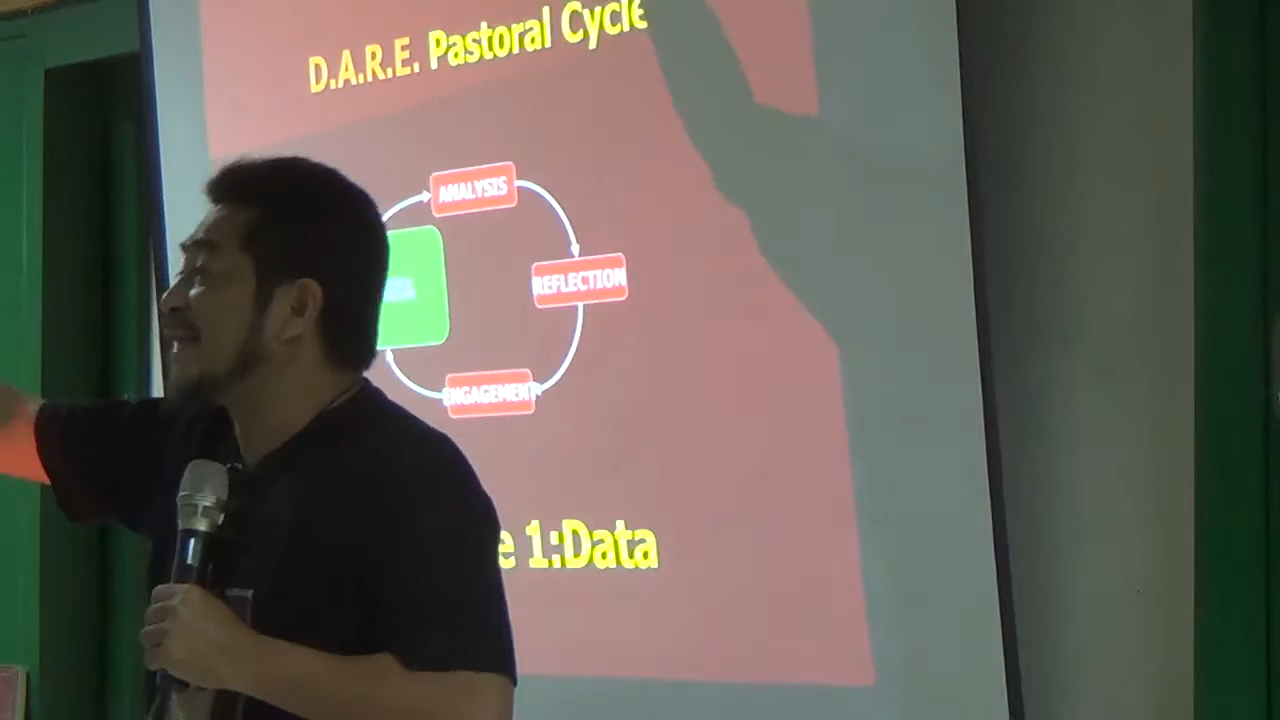 D.A.R.E. Pastoral Cycle
ANALYSIS
REFLECTION
ENGAGEMENT
1:Data